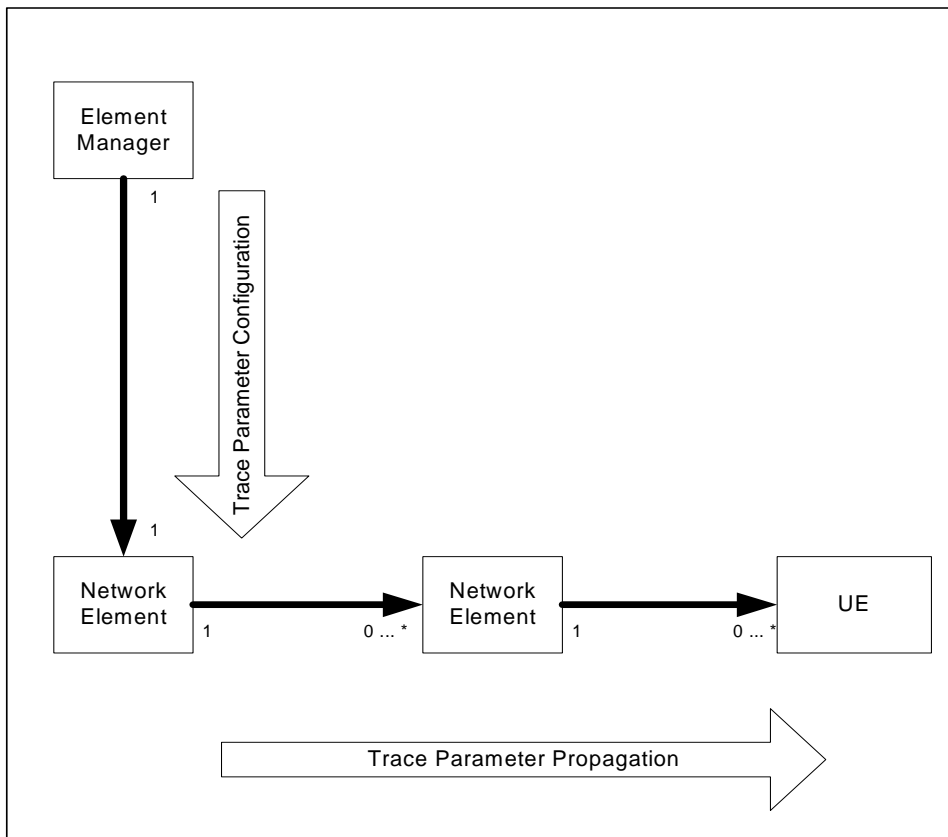 Element
Manager
1
Trace Parameter Configuration
1
Network
Element
1
0 ... *
Network
Element
1
0 ... *
UE
Trace Parameter Propagation